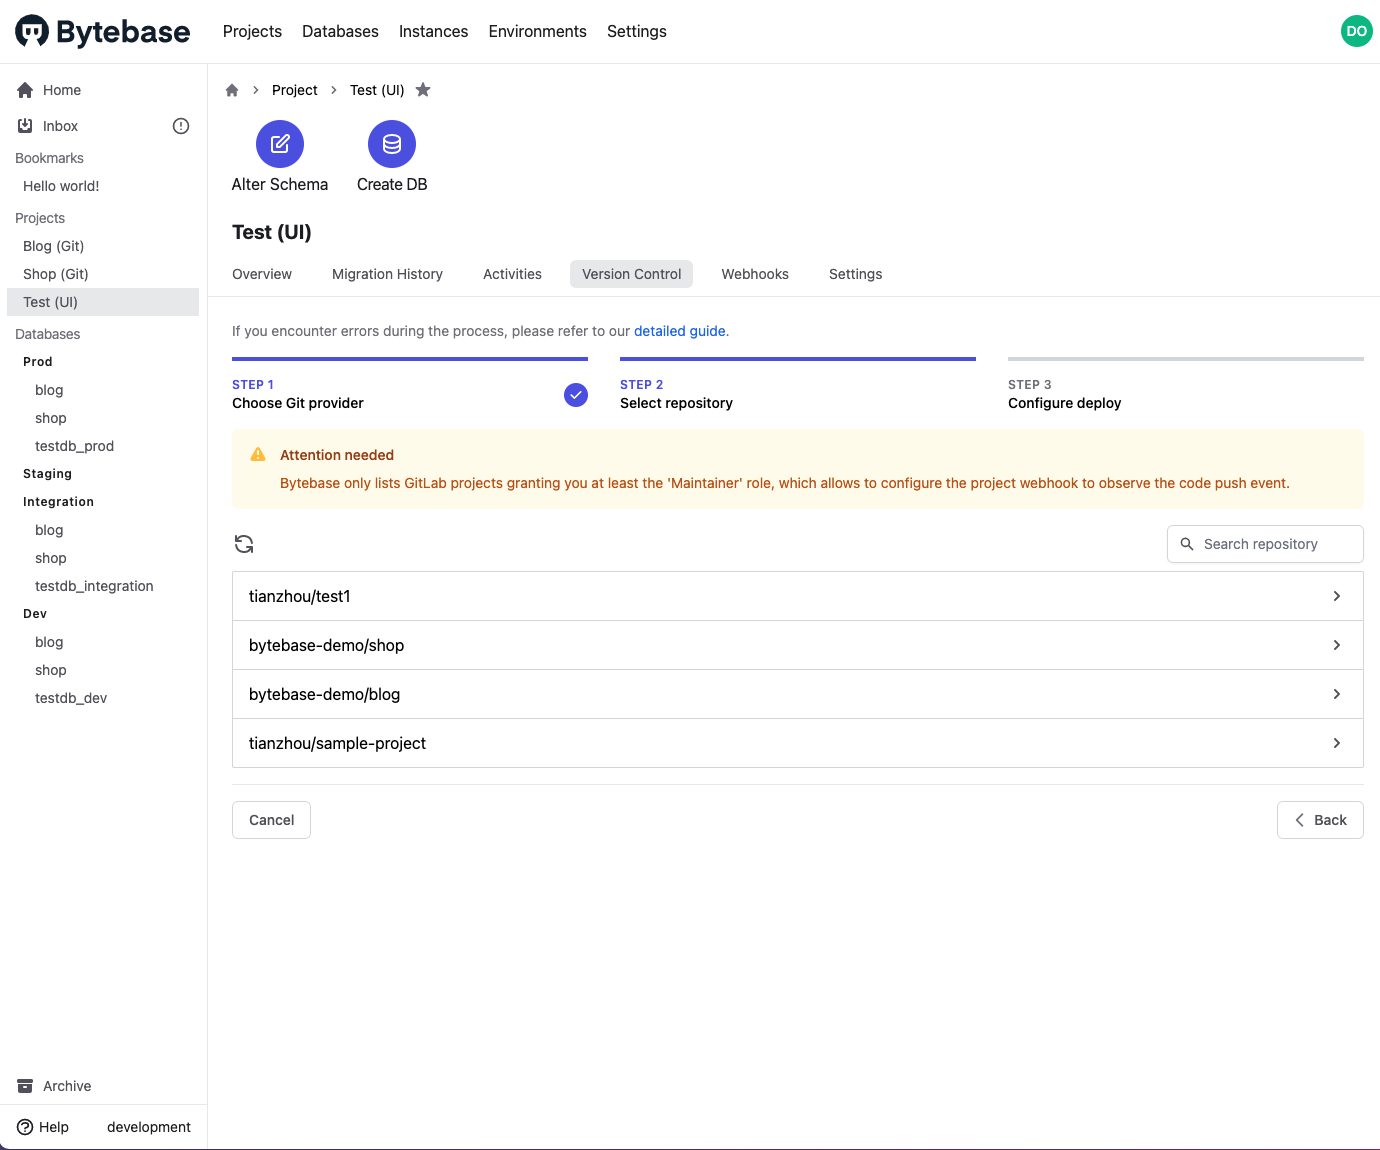 Bytebase
Projects Databases Instances Environments Settings
DO
Home
Inbox
Bookmarks
Hello world!
Projects
Blog (Git)
Shop (Git)
Test (UI)
Databases
Prod
blog
shop
testdb_prod
Staging
Integration
blog
shop
testdb_integration
Dev
blog
shop
testdb_dev
Archive
Help development
Project Test (UI)
Alter Schema Create DB
Test (UI)
Overview Migration History Activities Version Control Webhooks Settings
If you encounter errors during the process, please refer to our detailed guide.
STEP 1
Choose Git provider
STEP 2
Select repository
STEP 3
Configure deploy
Attention needed
Bytebase only lists GitLab projects granting you at least the 'Maintainer' role, which allows to configure the project webhook to observe the code push event.
Search repository
tianzhou/test1
bytebase-demo/shop
bytebase-demo/blog
tianzhou/sample-project
Cancel
Back